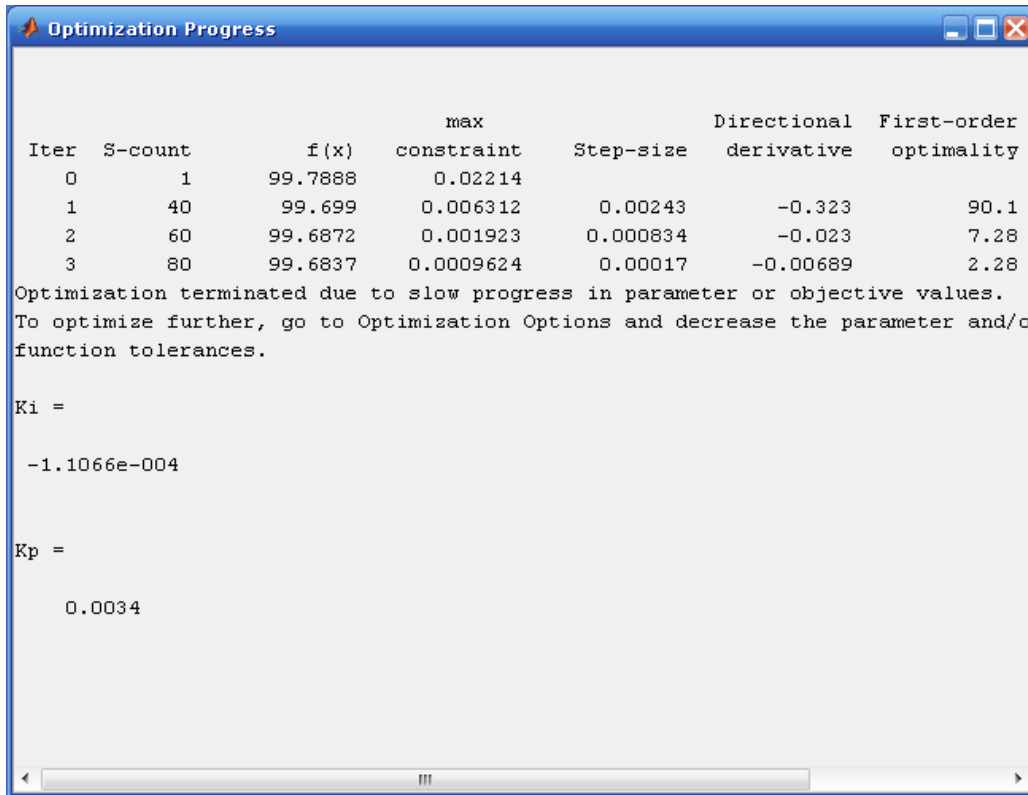 Optimization Progress
max Directional First-order
Iter S-count f(x) constraint Step-size derivative optimality
0 1 99.7888 0.02214
1 40 99.699 0.006312 0.00243 -0.323 90.1
2 60 99.6872 0.001923 0.000834 -0.023 7.28
3 80 99.6837 0.0009624 0.00017 -0.00689 2.28
Optimization terminated due to slow progress in parameter or objective values.
To optimize further, go to Optimization Options and decrease the parameter and/
function tolerances.
Ki =
-1.1066e-004
Kp =
0.0034